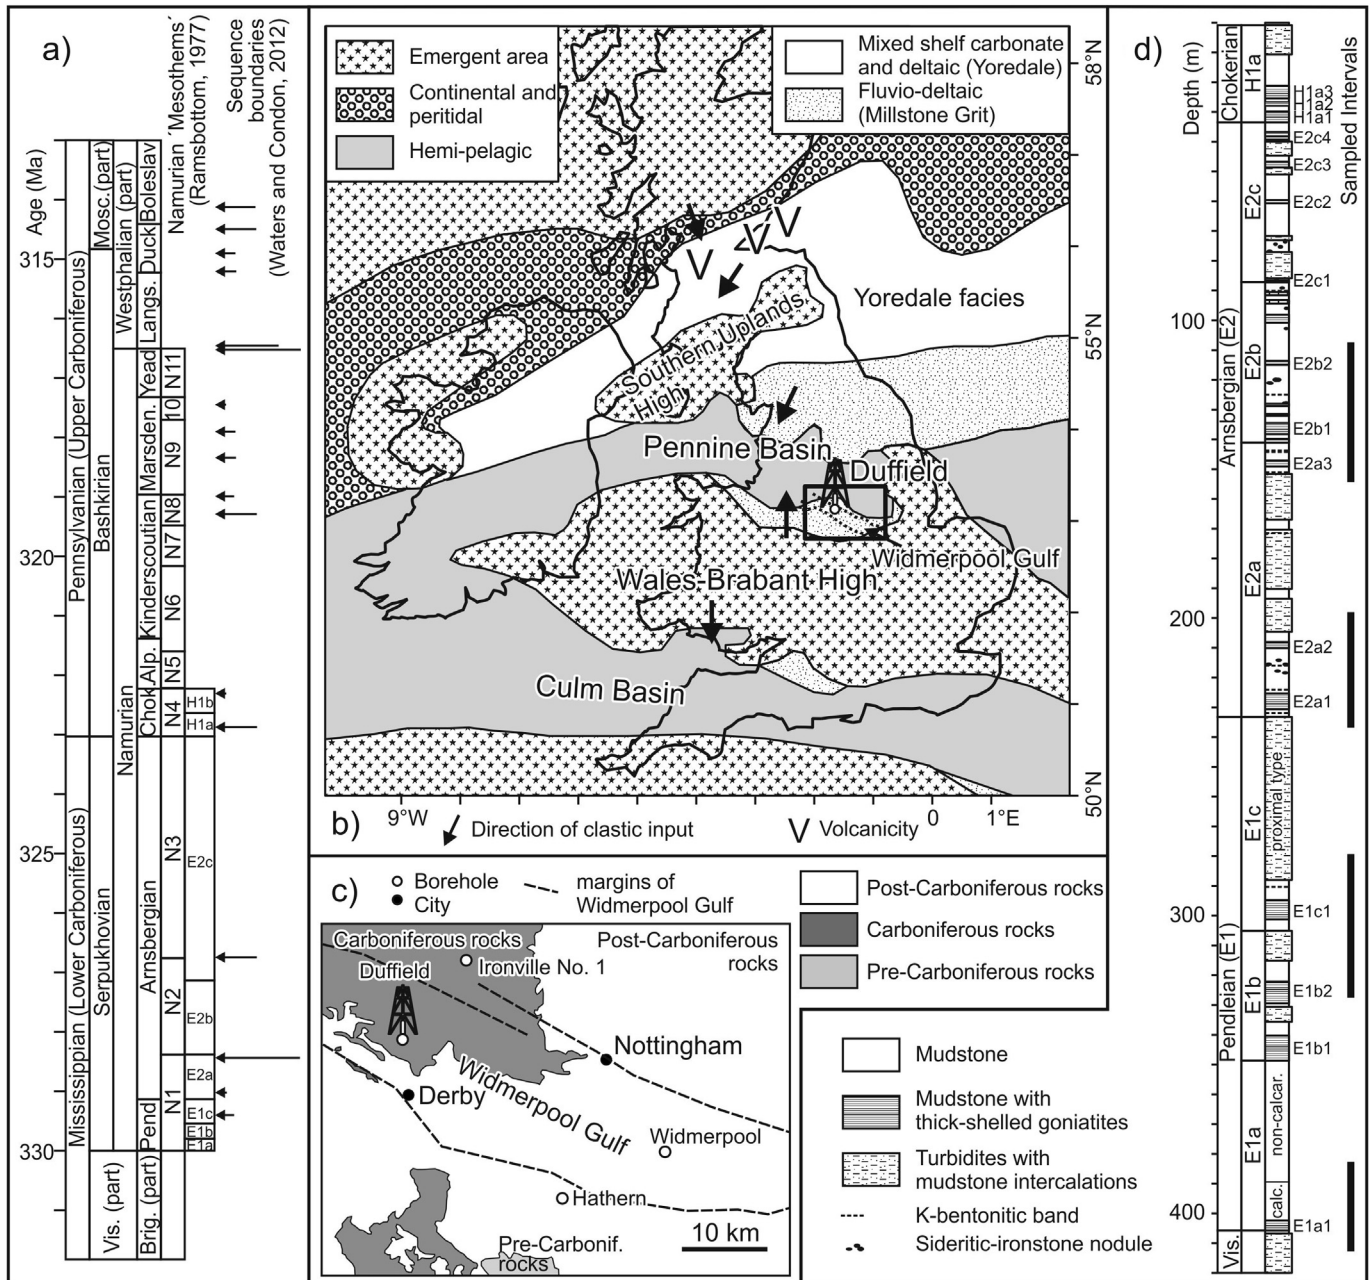 a)
Age (Ma)
315
320
325
330
Pennsylvanian (Upper Carboniferous)
Mississippian (Lower Carboniferous)
Mosc.(part)
Bashkirian
Serpukhovian
Vis. (part)
Westphalian (part)
Namurian
Boleslav
Duck
Langs.
Yead
Marsden.
Kinderscoutian
Alp.
Chok
Arnsbergian
Pend
Brig. (part)
N11
10
N9
N8
N7
N6
N5
N4
N3
N2
N1
H1b
H1a
E2c
E2b
E2a
E1c
E1b
E1a
Namurian ´Mesothems´
(Ramsbottom, 1977)
Sequence
boundaries
(Waters and Condon, 2012)
Emergent area
Continental and
peritidal
Hemi-pelagic
Mixed shelf carbonate
and deltaic (Yoredale)
Fluvio-deltaic
(Millstone Grit)
58°N
55°N
50°N
V
V
V
Yoredale facies
Southern Uplands
High
Pennine Basin
Duffield
Widmerpool Gulf
Wales-Brabant High
Culm Basin
9°W
0
1°E
b)
Direction of clastic input
V Volcanicity
c)
Borehole
City
margins of
Widmerpool Gulf
Carboniferous rocks
Post-Carboniferous
rocks
Duffield
Ironville No. 1
Nottingham
Derby
Widmerpool Gulf
Widmerpool
Hathern
Pre-Carbonif.
rocks
10 km
Post-Carboniferous rocks
Carboniferous rocks
Pre-Carboniferous rocks
Mudstone
Mudstone with
thick-shelled goniatites
Turbidites with
mudstone intercalations
K-bentonitic band
Sideritic-ironstone nodule
d)
Depth (m)
100
200
300
400
Chokerian
Arnsbergian (E2)
Pendleian (E1)
Vis.
H1a
E2c
E2b
E2a
E1c
E1b
E1a
proximal type
non-calcar.
calc.
H1a3
H1a2
H1a1
E2c4
E2c3
E2c2
E2c1
E2b2
E2b1
E2a3
E2a2
E2a1
E1c1
E1b2
E1b1
E1a1
Sampled Intervals